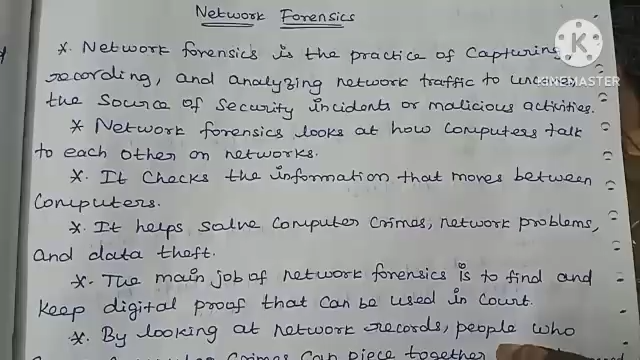 Network Forensics
* Network forensics is the practice of capturing
recording, and analyzing network traffic to uncover
the source of security incidents or malicious activities.
* Network forensics looks at how computers talk
to each other on networks.
*. It checks the information that moves between
computers.
*. It helps solve computer crimes, network problems,
and data theft.
*. The main job of network forensics is to find and
keep digital proof that can be used in court.
*. By looking at network records, people who
crimes can piece together
KINEMASTER